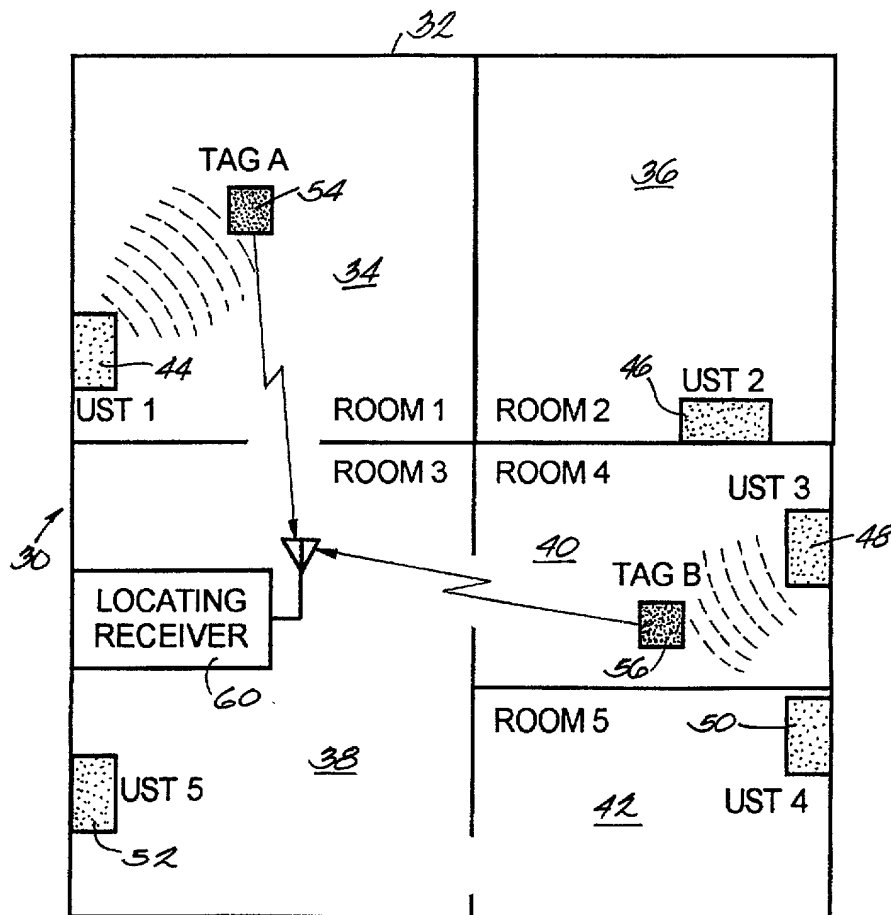 32
TAG A
54
36
34
44
46
UST 2
UST 1
ROOM 1
ROOM 2
ROOM 3
ROOM 4
UST 3
30
40
48
TAG B
LOCATING
RECEIVER
56
60
ROOM 5
50
38
UST 5
UST 4
42
52